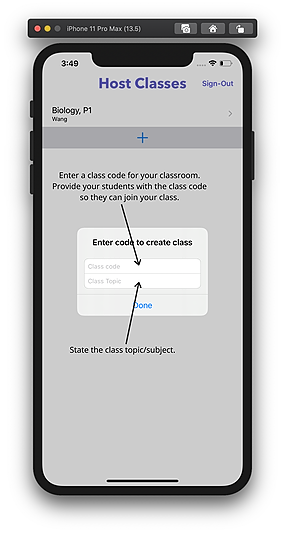 iPhone 11 Pro Max (13.5)
3:49
Host Classes
Sign-Out
Biology, P1
Wang
+
Enter a class code for your classroom.
Provide your students with the class code
so they can join your class.
Enter code to create class
Class code
Class Topic
Done
State the class topic/subject.